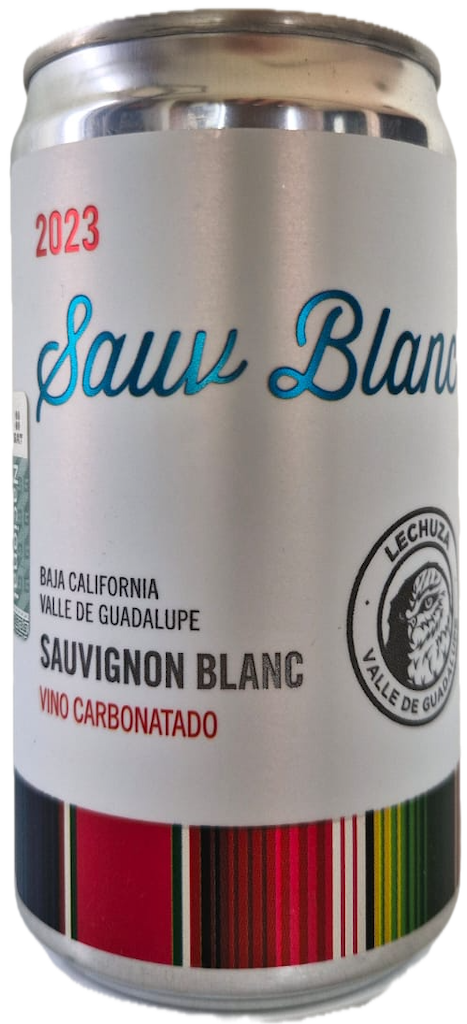 2023
Sauv Blanc
LECHUZA
VALLE DE GUADALUPE
BAJA CALIFORNIA
VALLE DE GUADALUPE
SAUVIGNON BLANC
VINO CARBONATADO